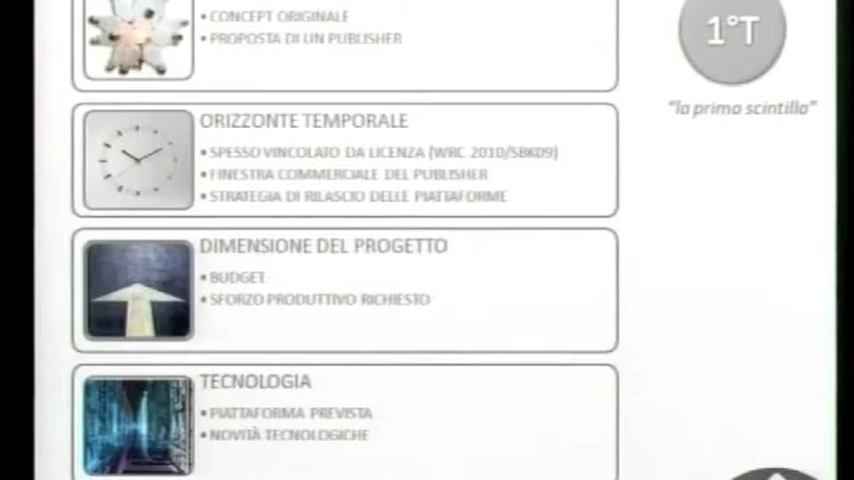 • CONCEPT ORIGINALE
• PROPOSTA DI UN PUBLISHER
1°T
"la prima scintilla"
ORIZZONTE TEMPORALE
• SPESSO VINCOLATO DA LICENZA (WRC 2010/SBK09)
• FINESTRA COMMERCIALE DEL PUBLISHER
• STRATEGIA DI RILASCIO DELLE PIATTAFORME
DIMENSIONE DEL PROGETTO
• BUDGET
• SFORZO PRODUTTIVO RICHIESTO
TECNOLOGIA
• PIATTAFORMA PREVISTA
• NOVITÀ TECNOLOGICHE